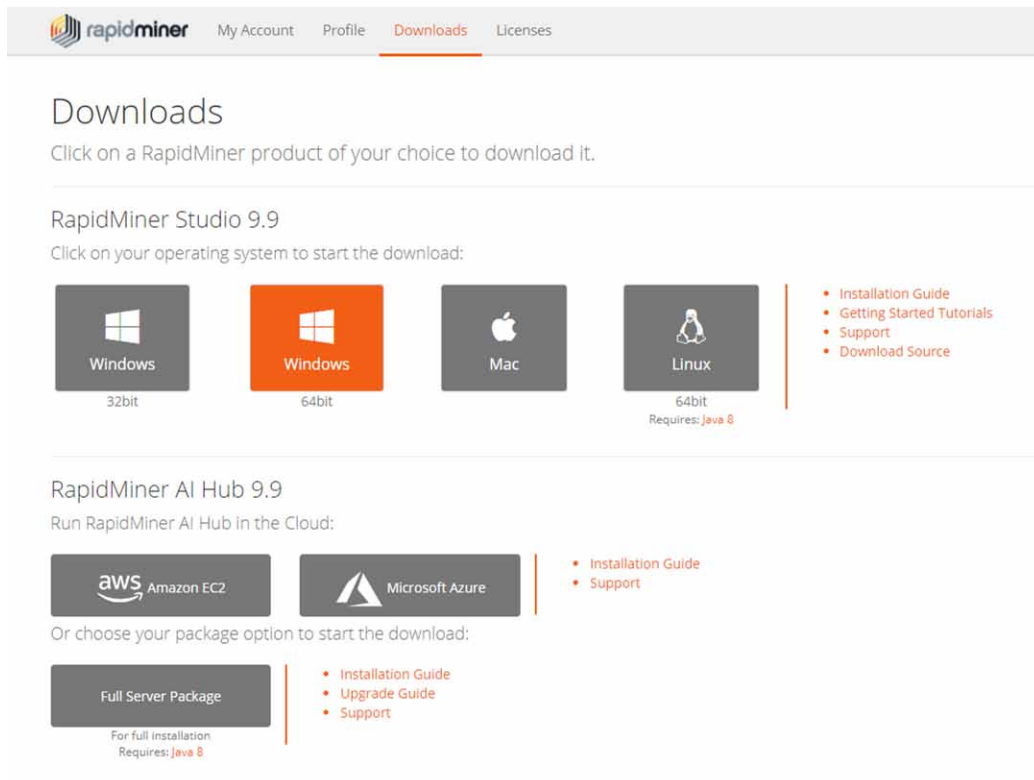 rapidminer My Account Profile Downloads Licenses
Downloads
Click on a RapidMiner product of your choice to download it.
RapidMiner Studio 9.9
Click on your operating system to start the download:
Windows
32bit
Windows
64bit
Mac
Linux
64bit
Requires: Java 8
• Installation Guide
• Getting Started Tutorials
• Support
• Download Source
RapidMiner AI Hub 9.9
Run RapidMiner AI Hub in the Cloud:
aws Amazon EC2
Microsoft Azure
• Installation Guide
• Support
Or choose your package option to start the download:
Full Server Package
For full installation
Requires: Java 8
• Installation Guide
• Upgrade Guide
• Support